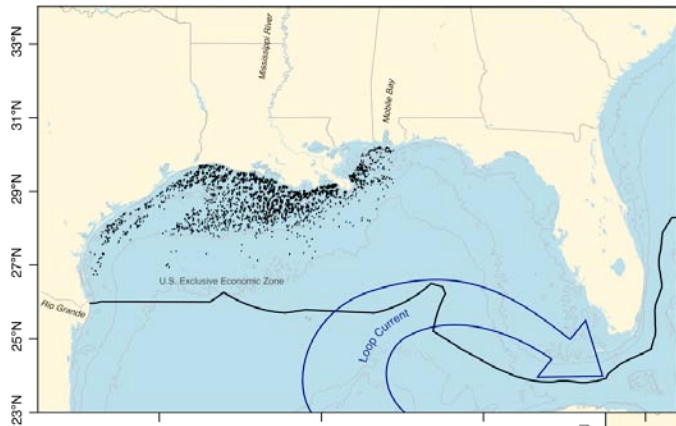 33°N
31°N
29°N
27°N
25°N
23°N
Mississippi River
Mobile Bay
U.S. Exclusive Economic Zone
Rio Grande
Loop Current